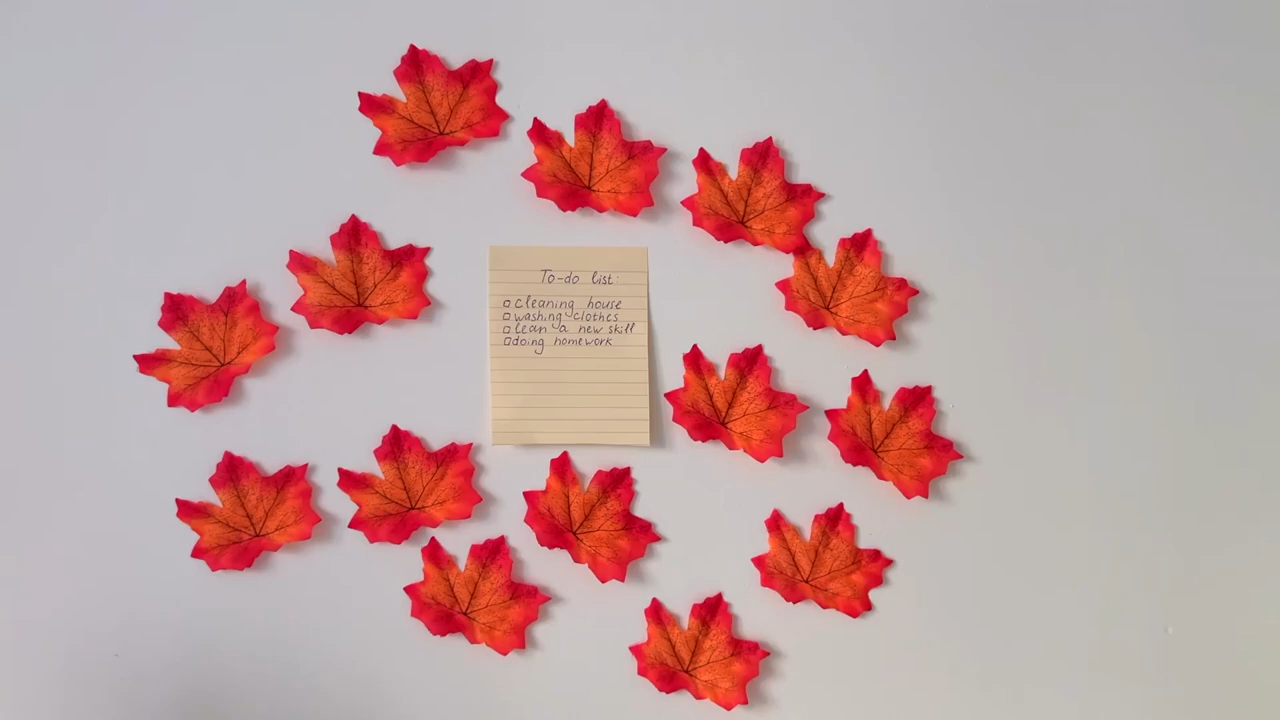 To-do list:
□ cleaning house
□ washing clothes
□ lean a new skill
□ doing homework